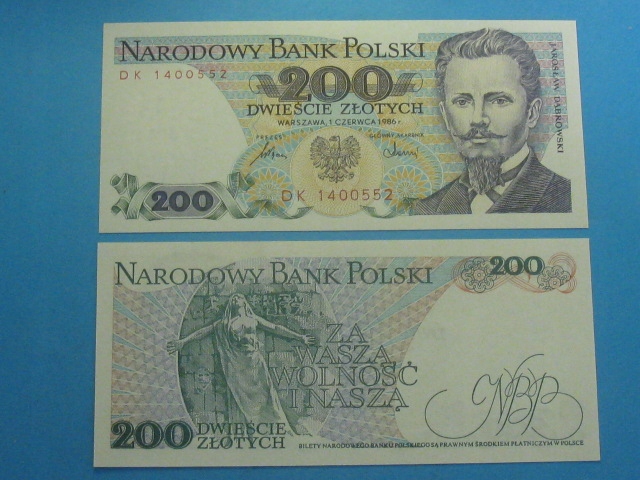 NARODOWY BANK POLSKI
DK 1400552
200
DWIEŚCIE ZŁOTYCH
WARSZAWA, 1 CZERWCA 1986 r.
PREZES
GŁÓWNY SKARBNIK
DK 1400552
200
JAROSŁAW DĄBROWSKI
NARODOWY BANK POLSKI
200
ZA
WASZĄ
WOLNOŚĆ
I NASZĄ
NBP
200
DWIEŚCIE
ZŁOTYCH
BILETY NARODOWEGO BANKU POLSKIEGO SĄ PRAWNYM ŚRODKIEM PŁATNICZYM W POLSCE